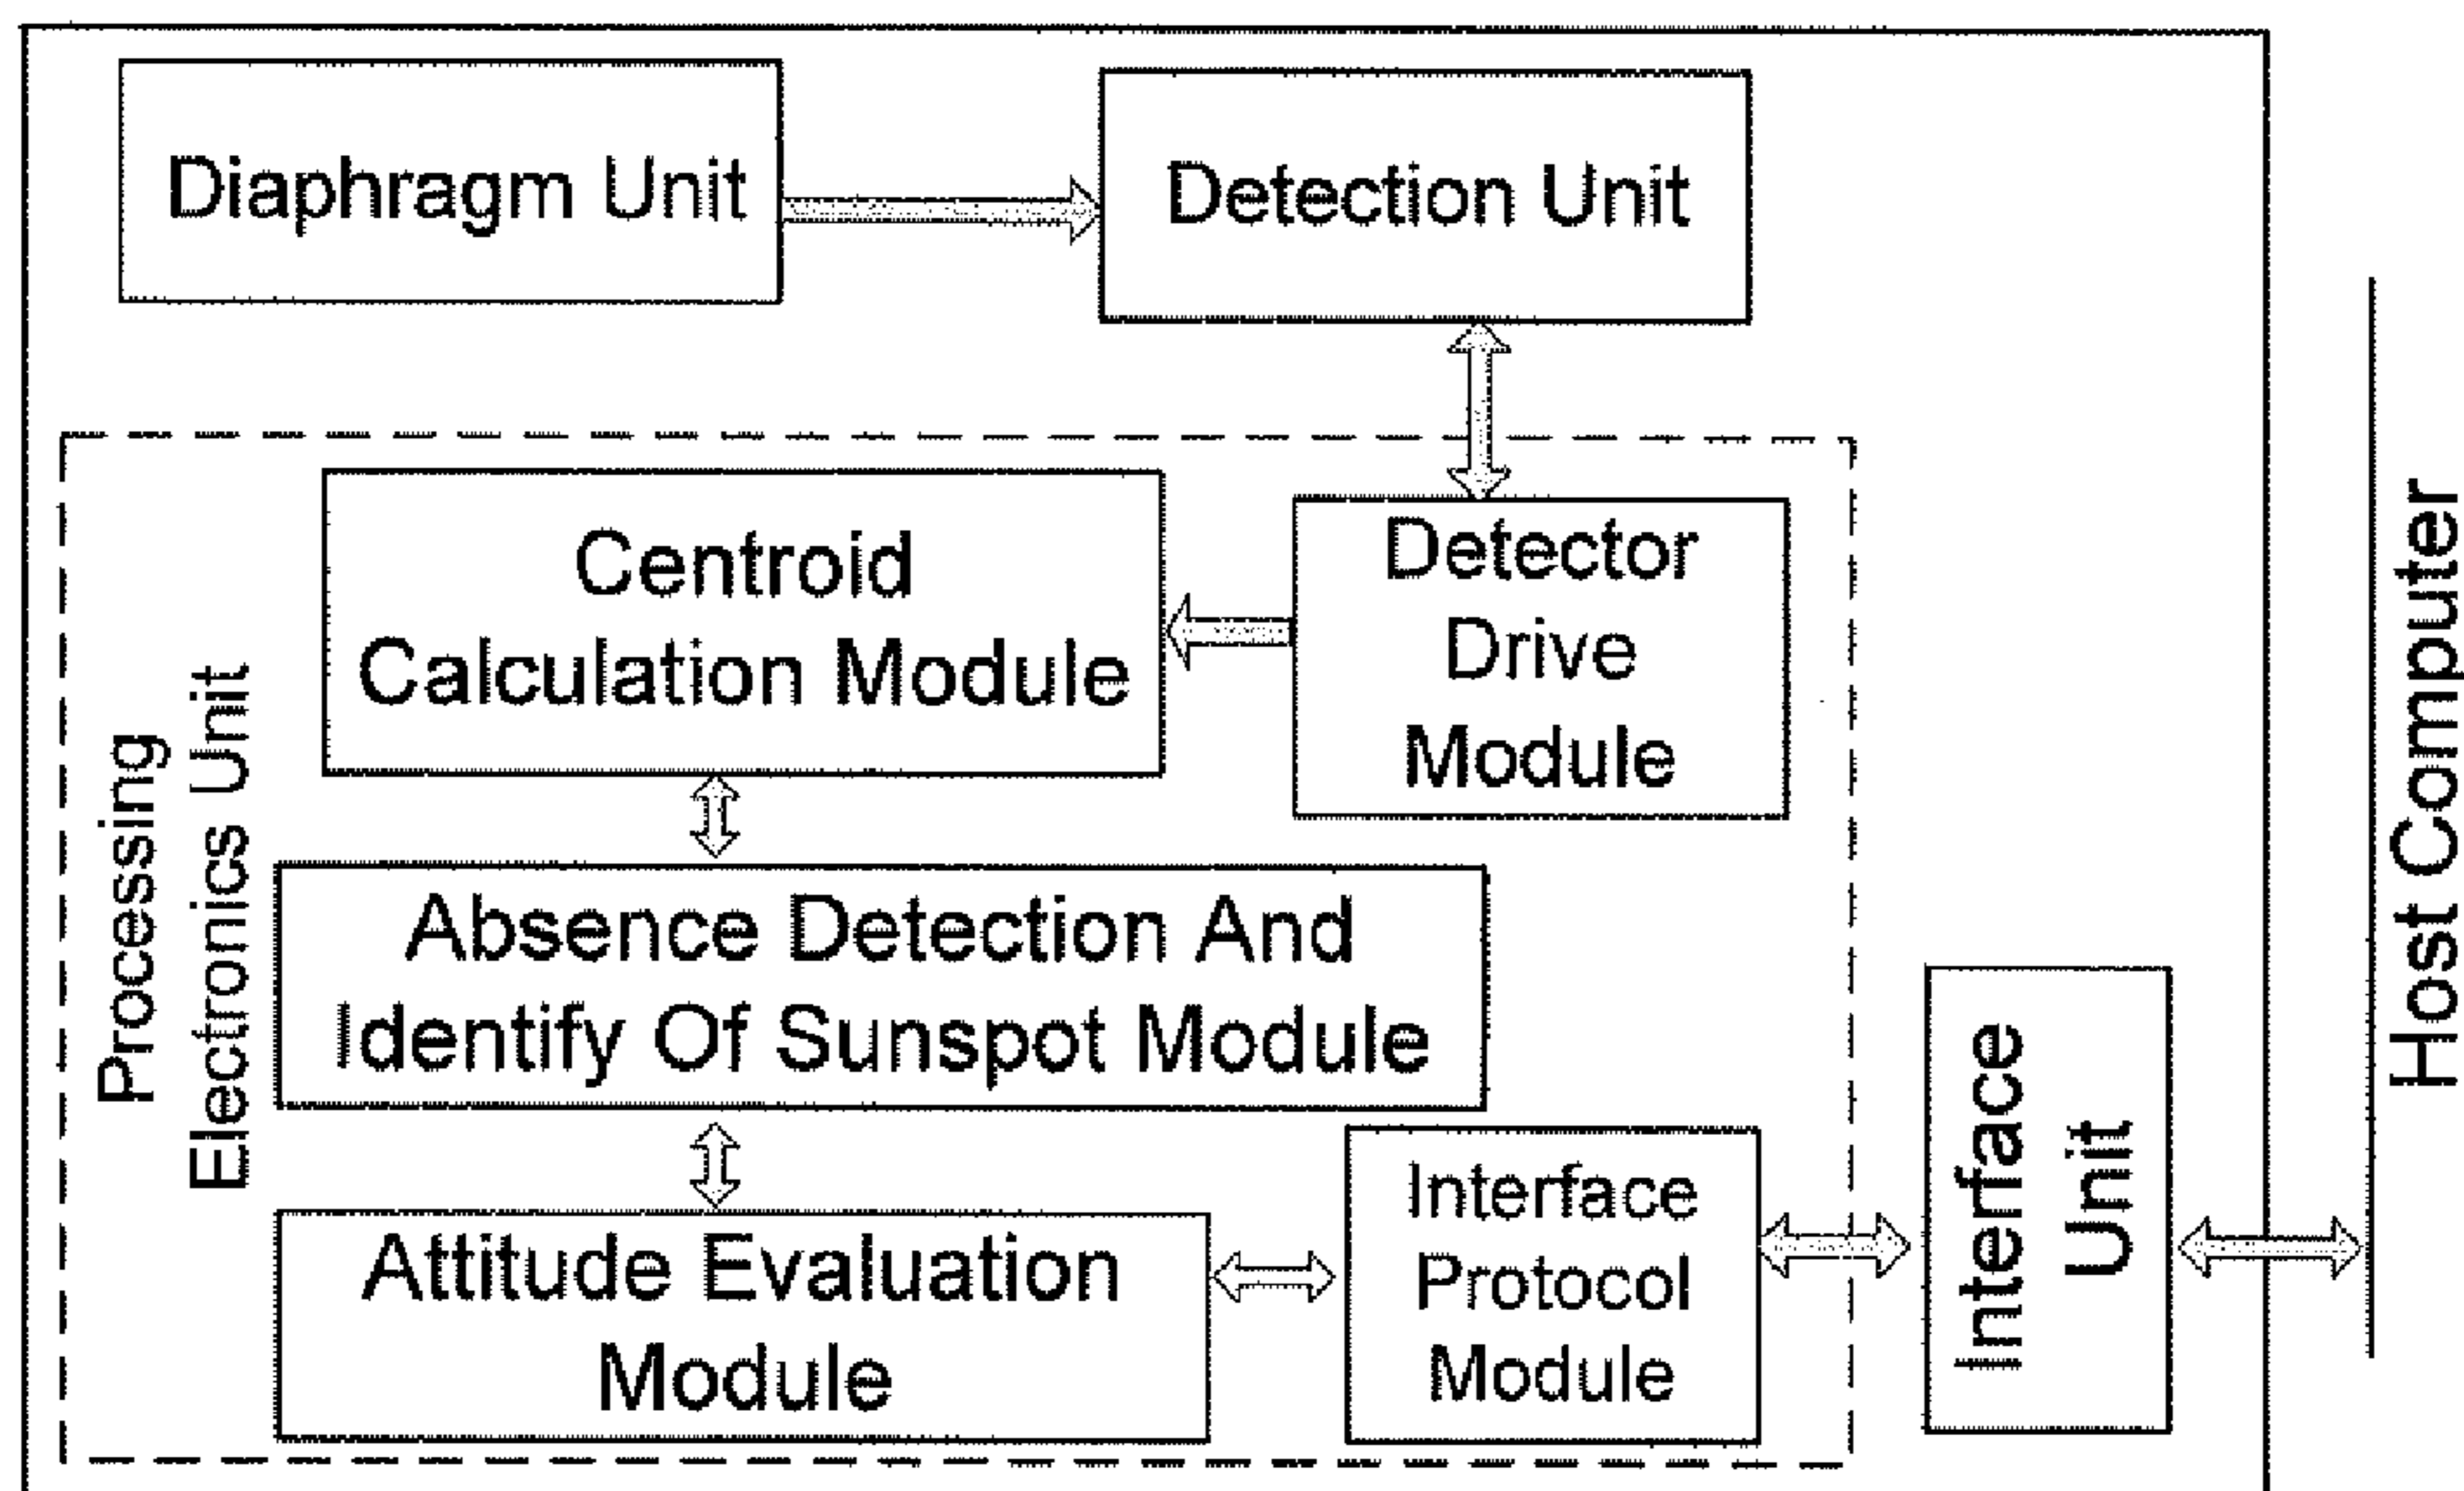 Diaphragm Unit
Detection Unit
Centroid
Calculation Module
Detector
Drive
Module
Processing
Electronics Unit
Absence Detection And
Identify Of Sunspot Module
Attitude Evaluation
Module
Interface
Protocol
Module
Interface
Unit
Host Computer